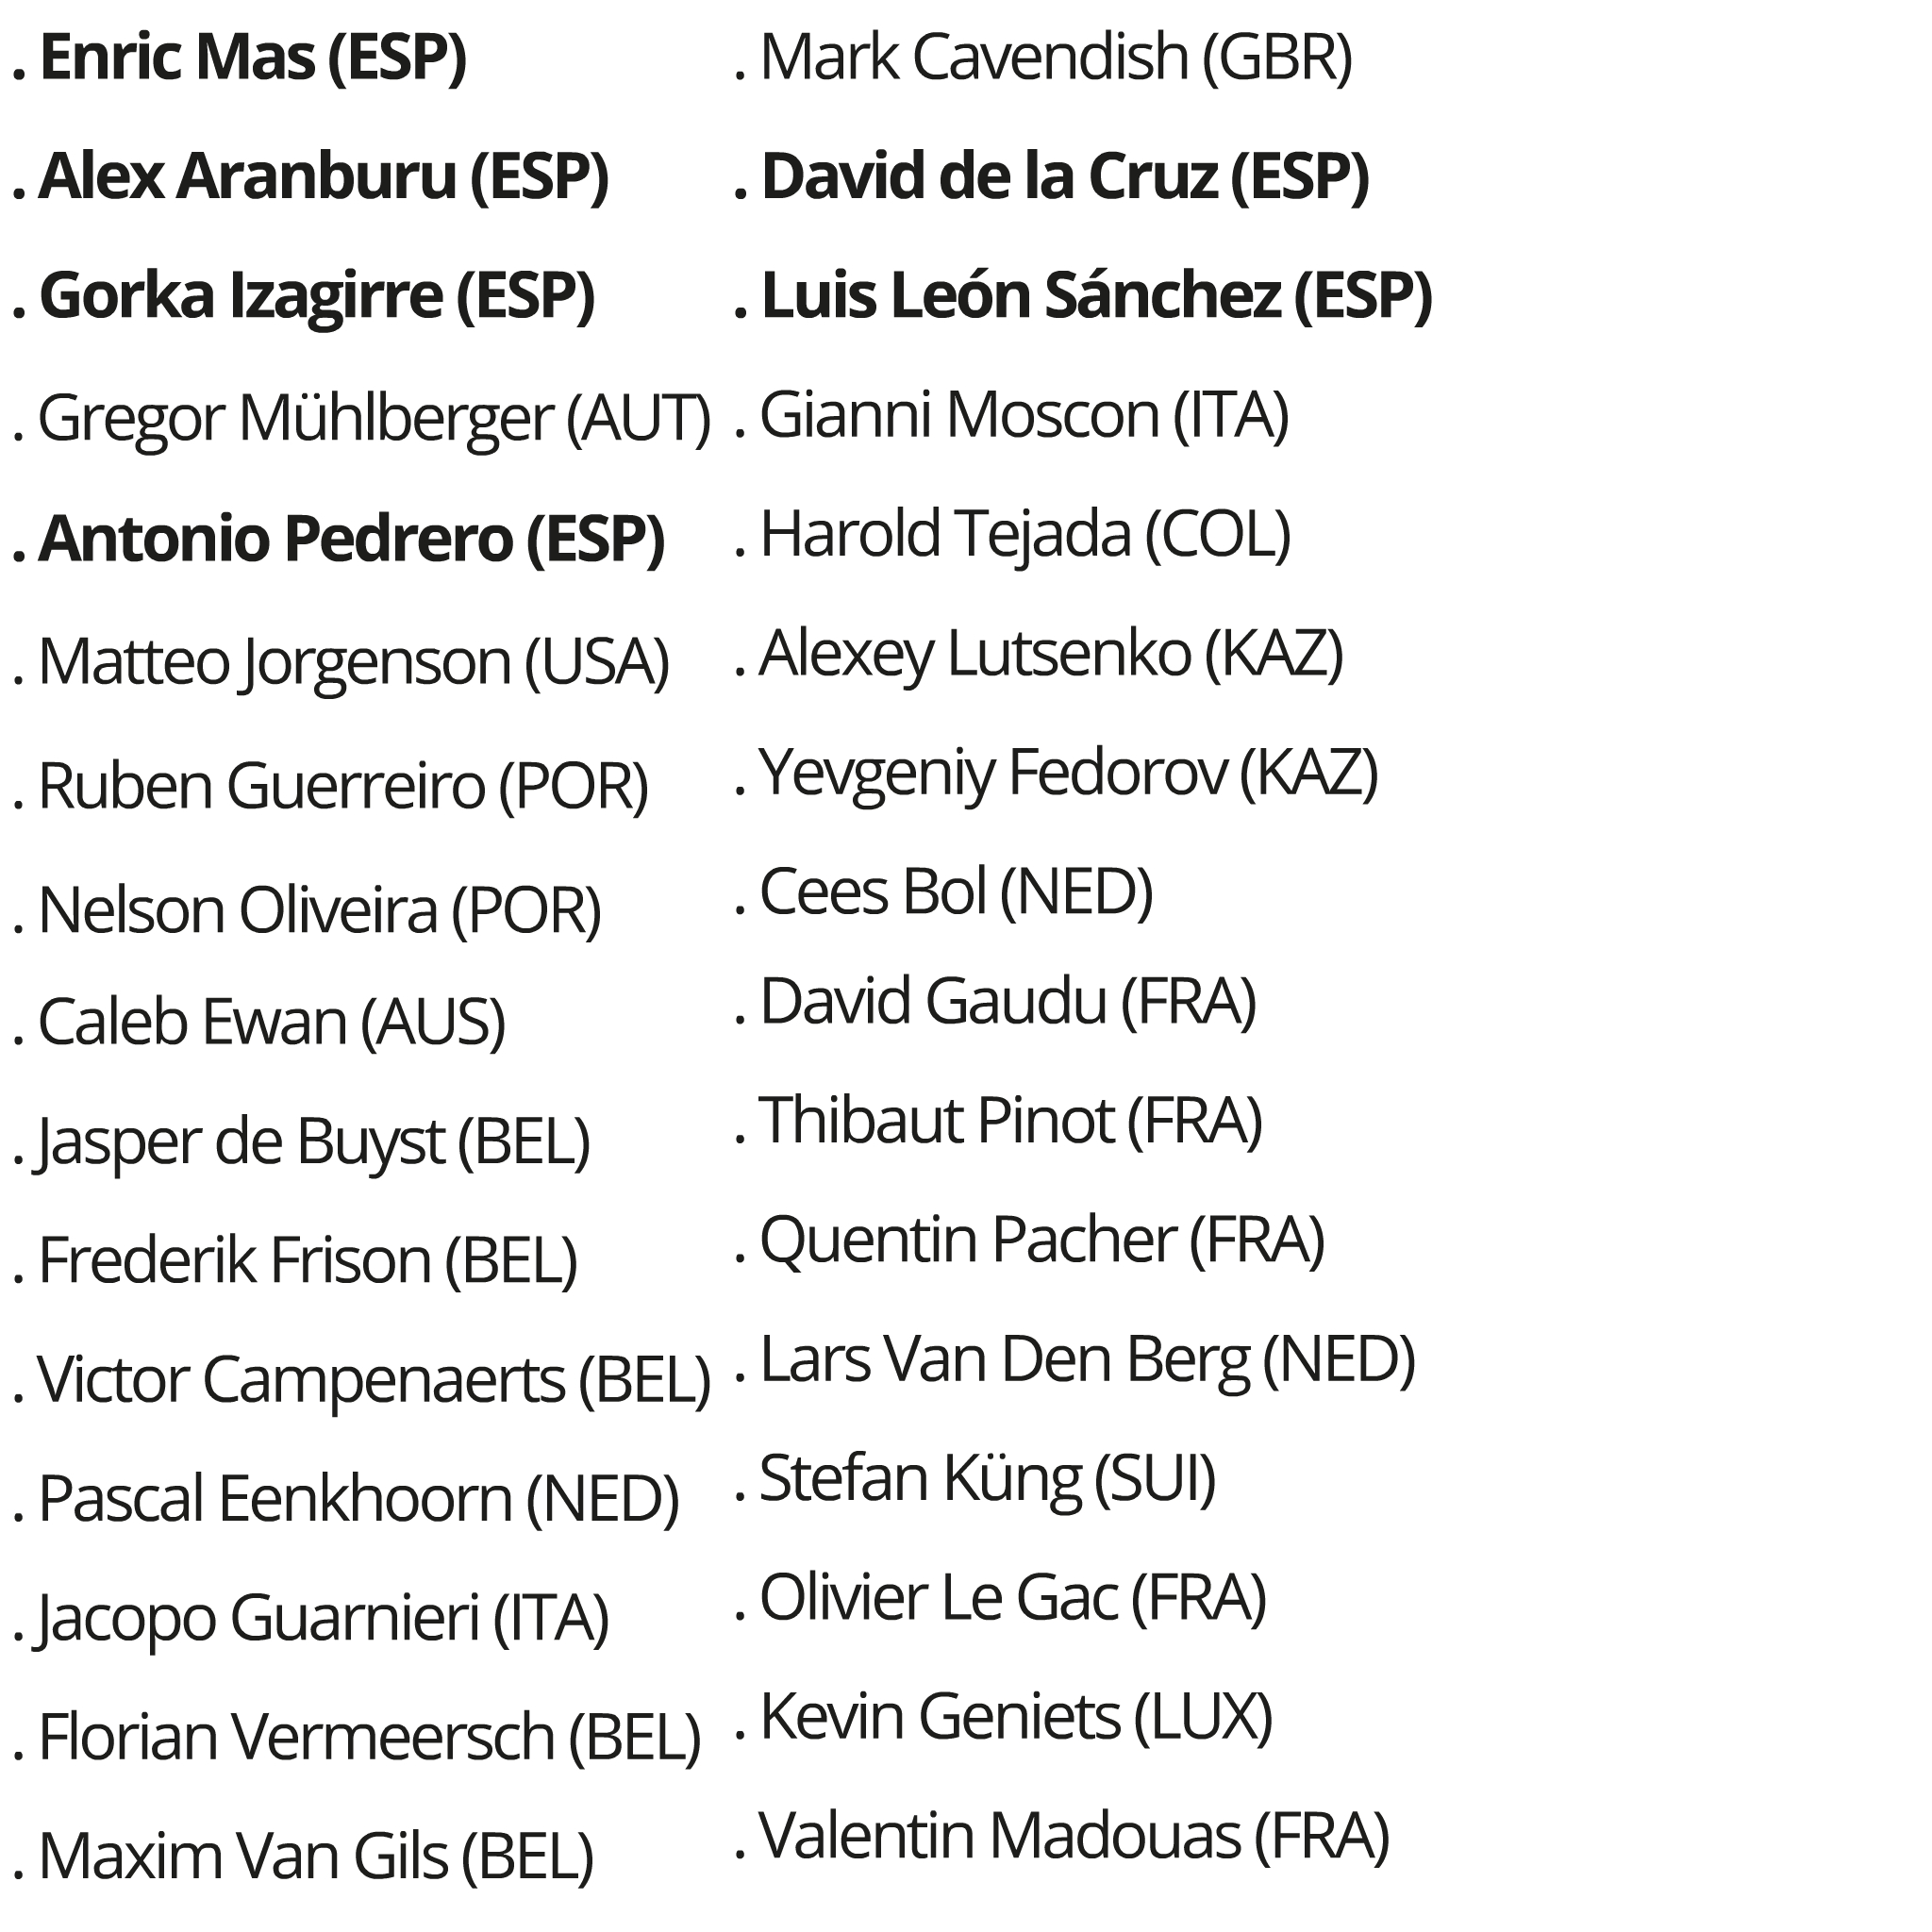 . Enric Mas (ESP)
. Alex Aranburu (ESP)
. Gorka Izagirre (ESP)
. Gregor Mühlberger (AUT)
. Antonio Pedrero (ESP)
. Matteo Jorgenson (USA)
. Ruben Guerreiro (POR)
. Nelson Oliveira (POR)
. Caleb Ewan (AUS)
. Jasper de Buyst (BEL)
. Frederik Frison (BEL)
. Victor Campenaerts (BEL)
. Pascal Eenkhoorn (NED)
. Jacopo Guarnieri (ITA)
. Florian Vermeersch (BEL)
. Maxim Van Gils (BEL)
. Mark Cavendish (GBR)
. David de la Cruz (ESP)
. Luis León Sánchez (ESP)
. Gianni Moscon (ITA)
. Harold Tejada (COL)
. Alexey Lutsenko (KAZ)
. Yevgeniy Fedorov (KAZ)
. Cees Bol (NED)
. David Gaudu (FRA)
. Thibaut Pinot (FRA)
. Quentin Pacher (FRA)
. Lars Van Den Berg (NED)
. Stefan Küng (SUI)
. Olivier Le Gac (FRA)
. Kevin Geniets (LUX)
. Valentin Madouas (FRA)